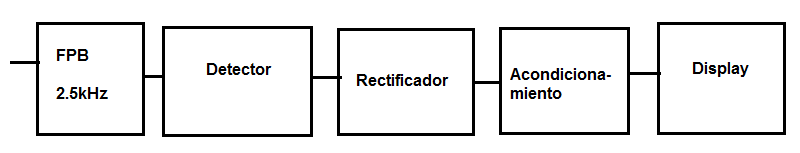 FPB
2.5kHz
Detector
Rectificador
Acondiciona-
miento
Display